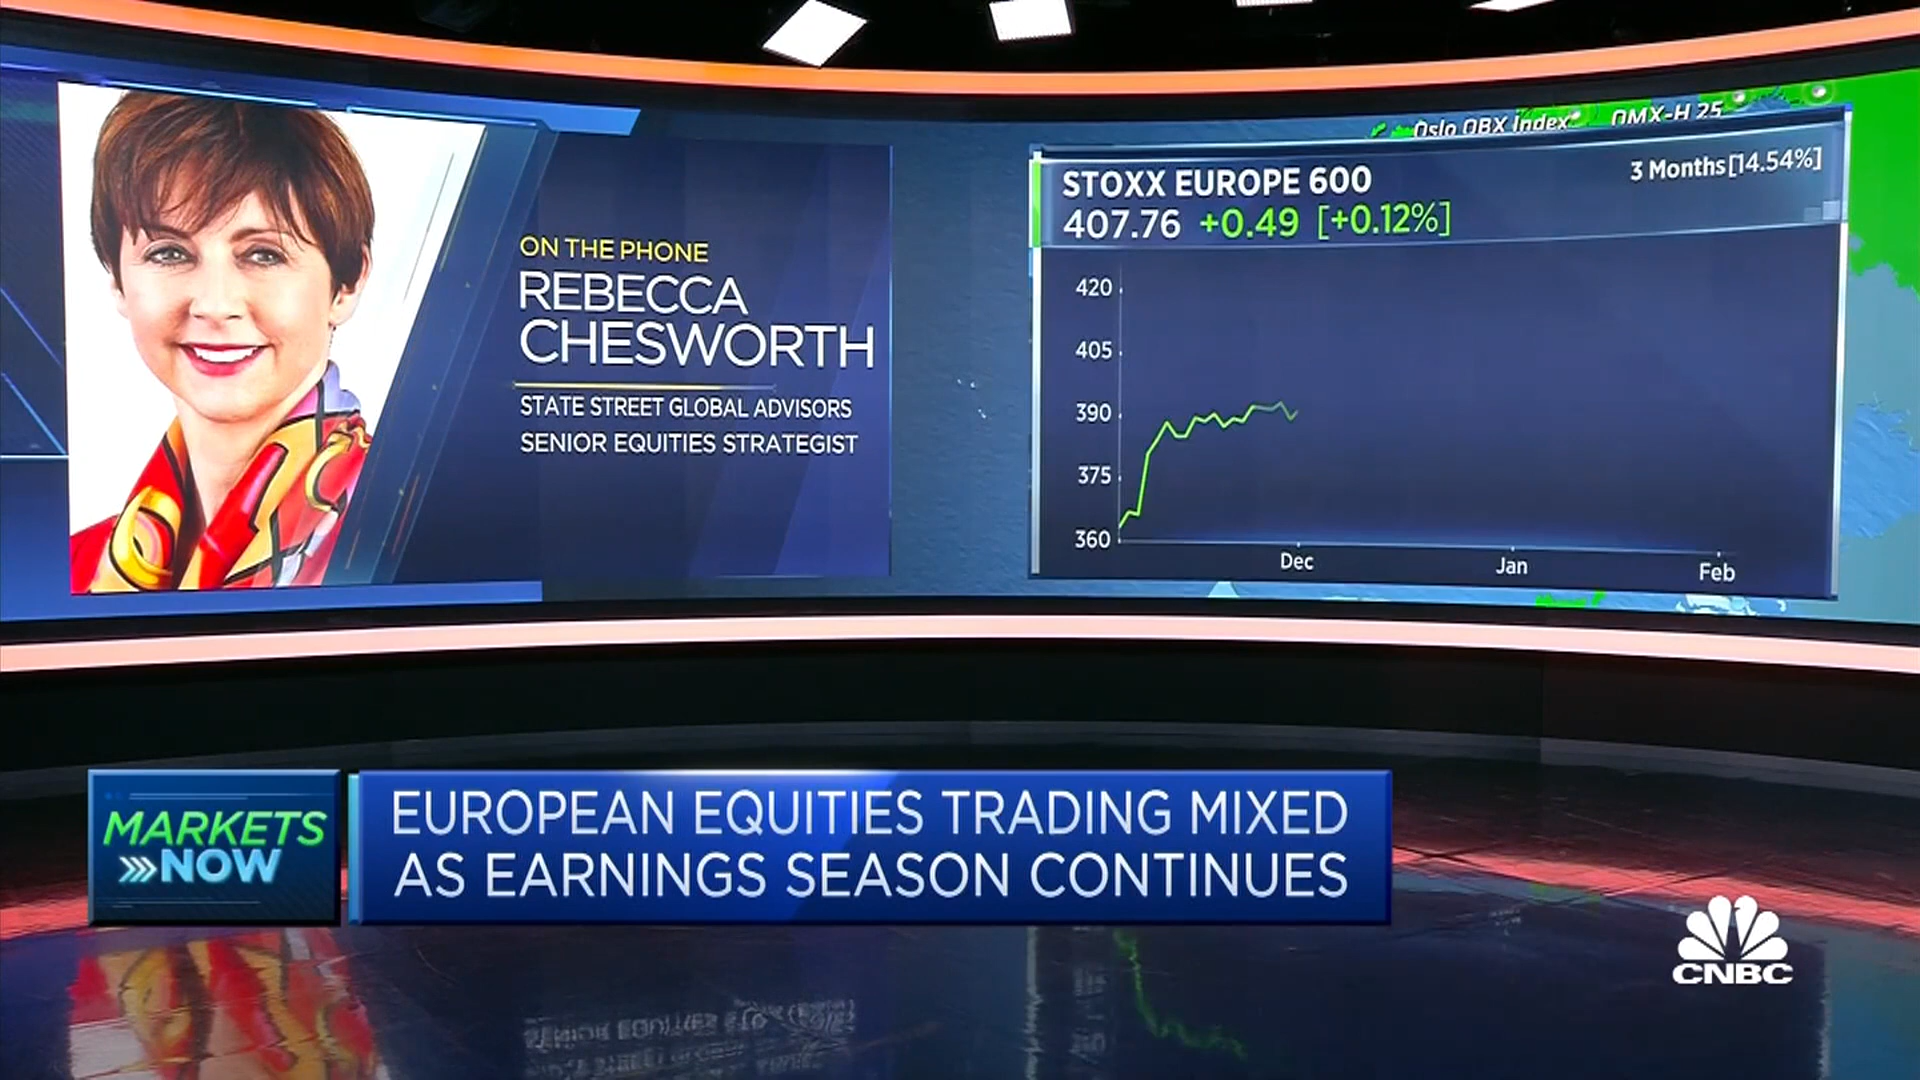 Oslo OBX Index
OMX-H 25
ON THE PHONE
REBECCA
CHESWORTH
STATE STREET GLOBAL ADVISORS
SENIOR EQUITIES STRATEGIST
STOXX EUROPE 600
3 Months[14.54%]
407.76 +0.49 [+0.12%]
420
405
390
375
360
Dec
Jan
Feb
MARKETS
NOW
EUROPEAN EQUITIES TRADING MIXED
AS EARNINGS SEASON CONTINUES
CNBC